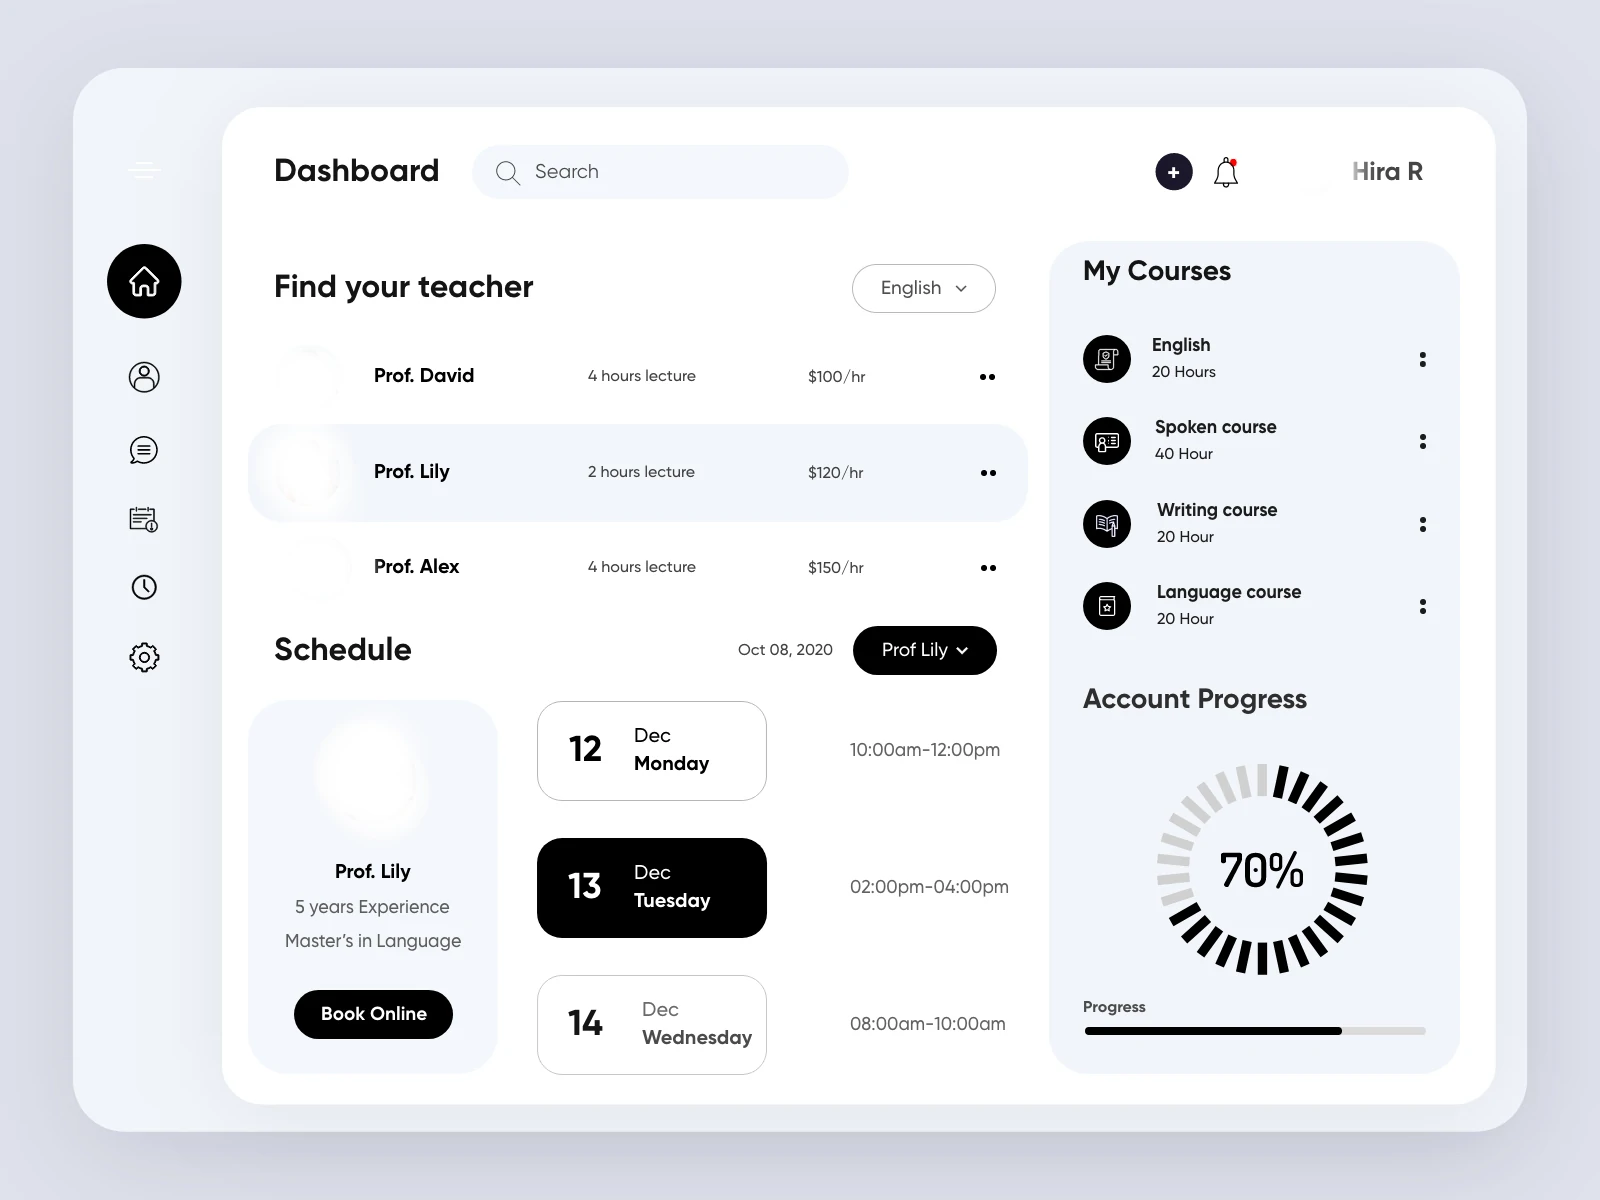 Dashboard
Search
+
Hira R
Find your teacher
English
Prof. David
4 hours lecture
$100/hr
Prof. Lily
2 hours lecture
$120/hr
Prof. Alex
4 hours lecture
$150/hr
Schedule
Oct 08, 2020
Prof Lily
Prof. Lily
5 years Experience
Master’s in Language
Book Online
12
Dec
Monday
10:00am-12:00pm
13
Dec
Tuesday
02:00pm-04:00pm
14
Dec
Wednesday
08:00am-10:00am
My Courses
English
20 Hours
Spoken course
40 Hour
Writing course
20 Hour
Language course
20 Hour
Account Progress
70%
Progress